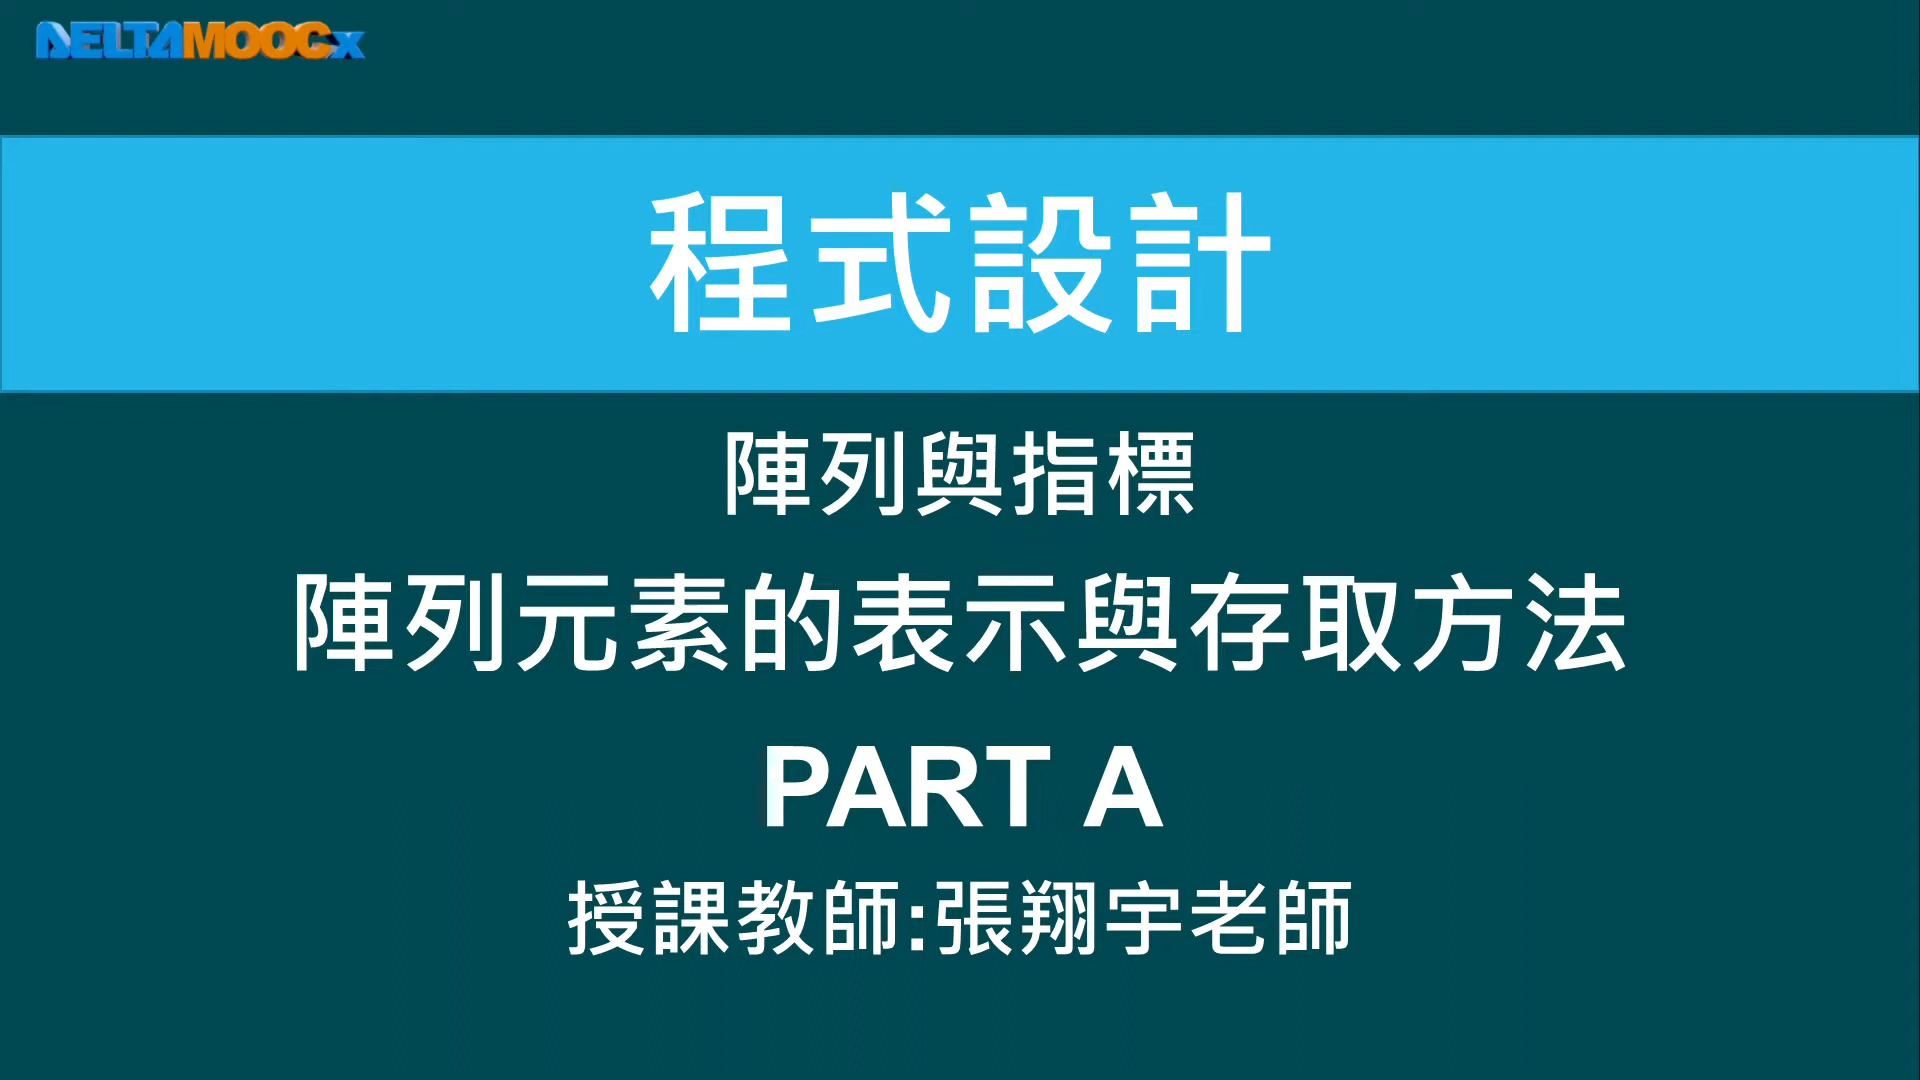 DELTAMOOCx
程式設計
陣列與指標
陣列元素的表示與存取方法
PART A
授課教師:張翔宇老師